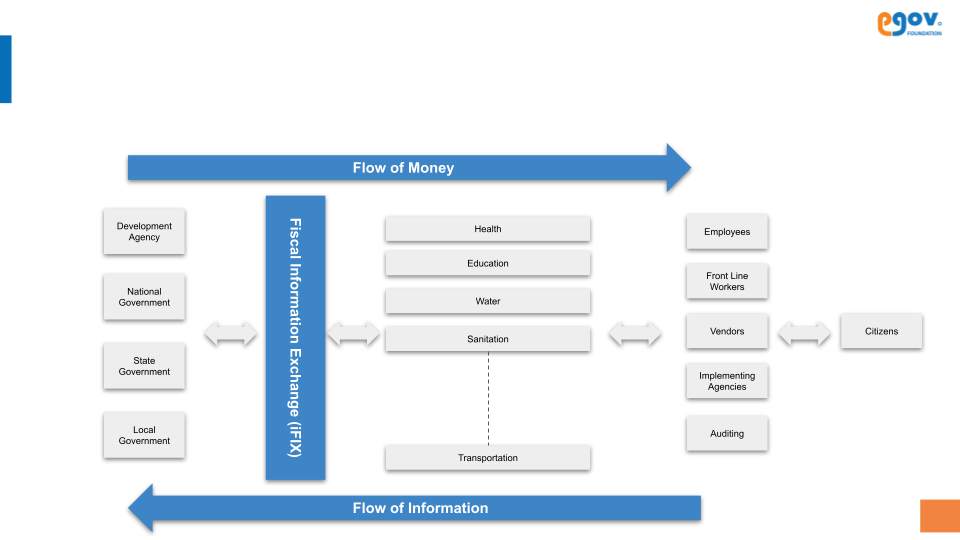 egov.
FOUNDATION
Flow of Money
Development
Agency
National
Government
State
Government
Local
Government
Fiscal Information Exchange (iFIX)
Health
Education
Water
Sanitation
Transportation
Employees
Front Line
Workers
Vendors
Implementing
Agencies
Auditing
Citizens
Flow of Information